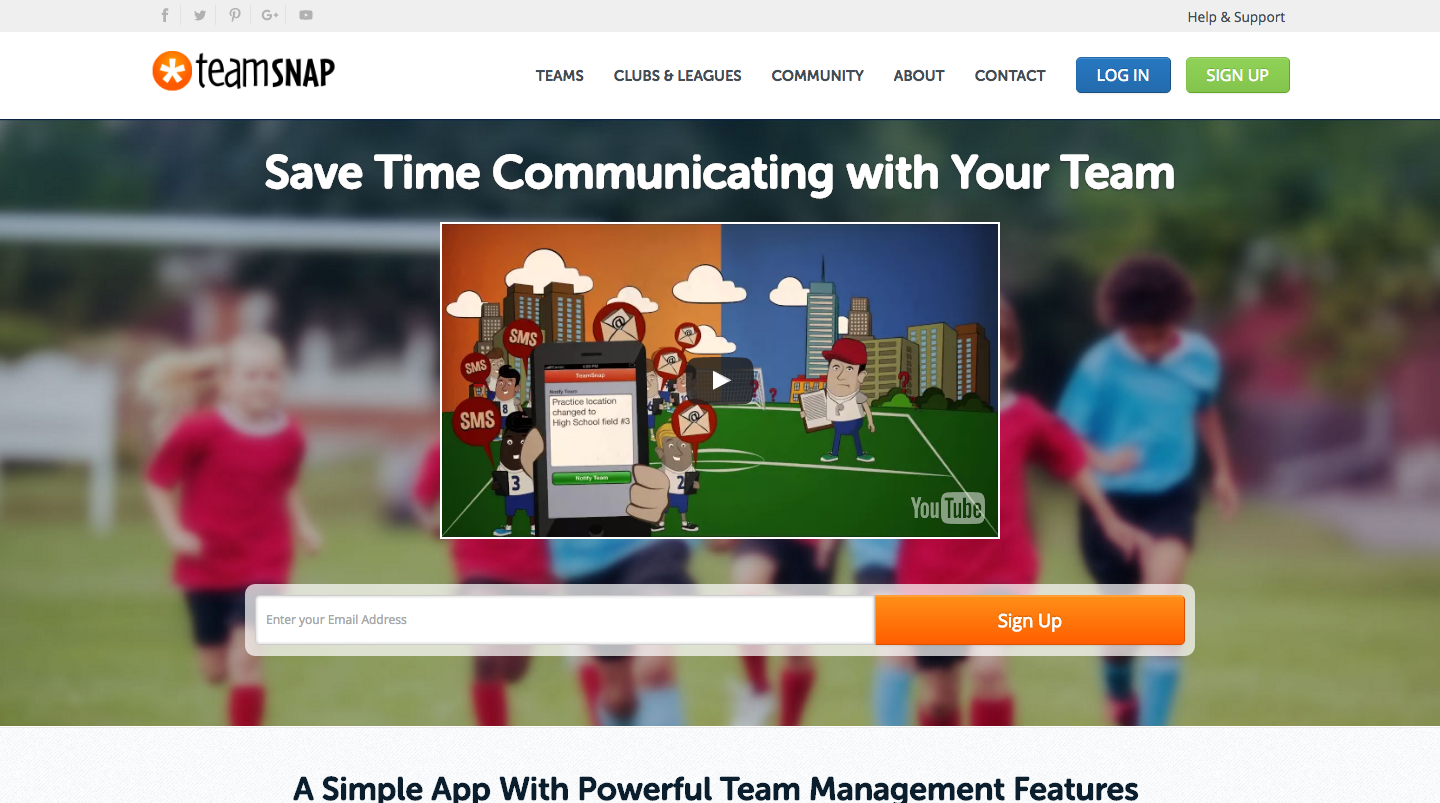 Help & Support
teamSNAP
TEAMS CLUBS & LEAGUES COMMUNITY ABOUT CONTACT LOG IN SIGN UP
Save Time Communicating with Your Team
SMS
SMS
SMS
TeamSnap
Notify Team
Practice location
changed to
High School field #3
Notify Team
8
3
2
YouTube
Enter your Email Address
Sign Up
A Simple App With Powerful Team Management Features